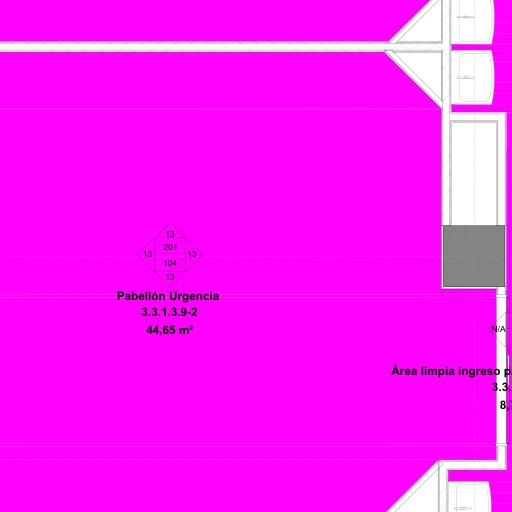 13
201
13 13
104
13
Pabellón Urgencia
3.3.1.3.9-2
44,65 m²
N/A
Área limpia ingreso p
3.3.
8,